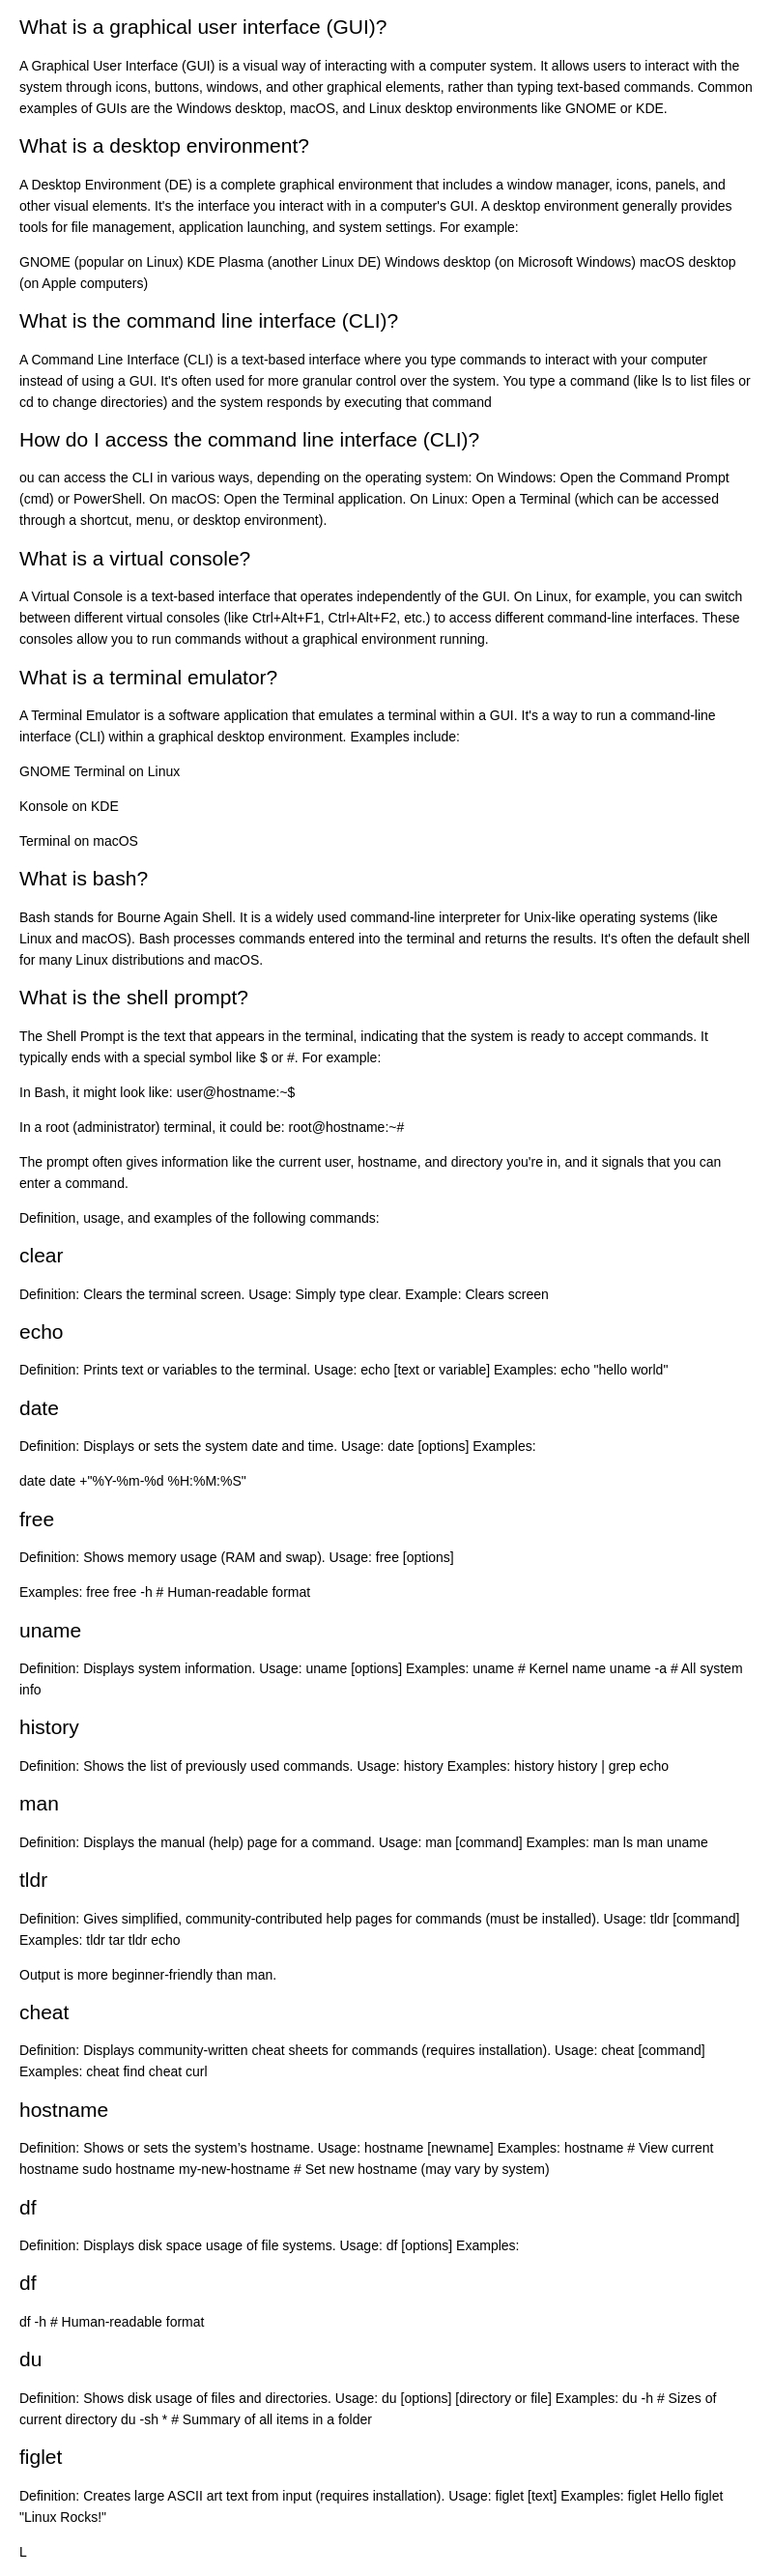 What is a graphical user interface (GUI)?
A Graphical User Interface (GUI) is a visual way of interacting with a computer system. It allows users to interact with the
system through icons, buttons, windows, and other graphical elements, rather than typing text-based commands. Common
examples of GUIs are the Windows desktop, macOS, and Linux desktop environments like GNOME or KDE.
What is a desktop environment?
A Desktop Environment (DE) is a complete graphical environment that includes a window manager, icons, panels, and
other visual elements. It's the interface you interact with in a computer's GUI. A desktop environment generally provides
tools for file management, application launching, and system settings. For example:
GNOME (popular on Linux) KDE Plasma (another Linux DE) Windows desktop (on Microsoft Windows) macOS desktop
(on Apple computers)
What is the command line interface (CLI)?
A Command Line Interface (CLI) is a text-based interface where you type commands to interact with your computer
instead of using a GUI. It's often used for more granular control over the system. You type a command (like ls to list files or
cd to change directories) and the system responds by executing that command
How do I access the command line interface (CLI)?
ou can access the CLI in various ways, depending on the operating system: On Windows: Open the Command Prompt
(cmd) or PowerShell. On macOS: Open the Terminal application. On Linux: Open a Terminal (which can be accessed
through a shortcut, menu, or desktop environment).
What is a virtual console?
A Virtual Console is a text-based interface that operates independently of the GUI. On Linux, for example, you can switch
between different virtual consoles (like Ctrl+Alt+F1, Ctrl+Alt+F2, etc.) to access different command-line interfaces. These
consoles allow you to run commands without a graphical environment running.
What is a terminal emulator?
A Terminal Emulator is a software application that emulates a terminal within a GUI. It's a way to run a command-line
interface (CLI) within a graphical desktop environment. Examples include:
GNOME Terminal on Linux
Konsole on KDE
Terminal on macOS
What is bash?
Bash stands for Bourne Again Shell. It is a widely used command-line interpreter for Unix-like operating systems (like
Linux and macOS). Bash processes commands entered into the terminal and returns the results. It's often the default shell
for many Linux distributions and macOS.
What is the shell prompt?
The Shell Prompt is the text that appears in the terminal, indicating that the system is ready to accept commands. It
typically ends with a special symbol like $ or #. For example:
In Bash, it might look like: user@hostname:~$
In a root (administrator) terminal, it could be: root@hostname:~#
The prompt often gives information like the current user, hostname, and directory you're in, and it signals that you can
enter a command.
Definition, usage, and examples of the following commands:
clear
Definition: Clears the terminal screen. Usage: Simply type clear. Example: Clears screen
echo
Definition: Prints text or variables to the terminal. Usage: echo [text or variable] Examples: echo "hello world"
date
Definition: Displays or sets the system date and time. Usage: date [options] Examples:
date date +"%Y-%m-%d %H:%M:%S"
free
Definition: Shows memory usage (RAM and swap). Usage: free [options]
Examples: free free -h # Human-readable format
uname
Definition: Displays system information. Usage: uname [options] Examples: uname # Kernel name uname -a # All system
info
history
Definition: Shows the list of previously used commands. Usage: history Examples: history history | grep echo
man
Definition: Displays the manual (help) page for a command. Usage: man [command] Examples: man ls man uname
tldr
Definition: Gives simplified, community-contributed help pages for commands (must be installed). Usage: tldr [command]
Examples: tldr tar tldr echo
Output is more beginner-friendly than man.
cheat
Definition: Displays community-written cheat sheets for commands (requires installation). Usage: cheat [command]
Examples: cheat find cheat curl
hostname
Definition: Shows or sets the system’s hostname. Usage: hostname [newname] Examples: hostname # View current
hostname sudo hostname my-new-hostname # Set new hostname (may vary by system)
df
Definition: Displays disk space usage of file systems. Usage: df [options] Examples:
df
df -h # Human-readable format
du
Definition: Shows disk usage of files and directories. Usage: du [options] [directory or file] Examples: du -h # Sizes of
current directory du -sh * # Summary of all items in a folder
figlet
Definition: Creates large ASCII art text from input (requires installation). Usage: figlet [text] Examples: figlet Hello figlet
"Linux Rocks!"
L